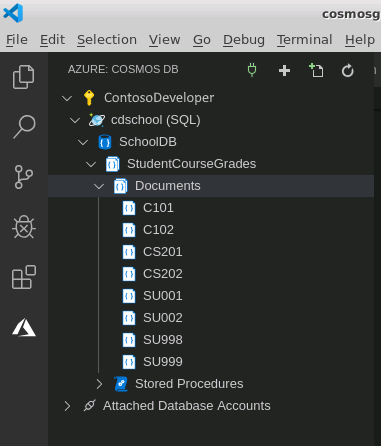 cosmosg
File Edit Selection View Go Debug Terminal Help
AZURE: COSMOS DB
ContosoDeveloper
cdschool (SQL)
SchoolDB
StudentCourseGrades
Documents
C101
C102
CS201
CS202
SU001
SU002
SU998
SU999
Stored Procedures
Attached Database Accounts